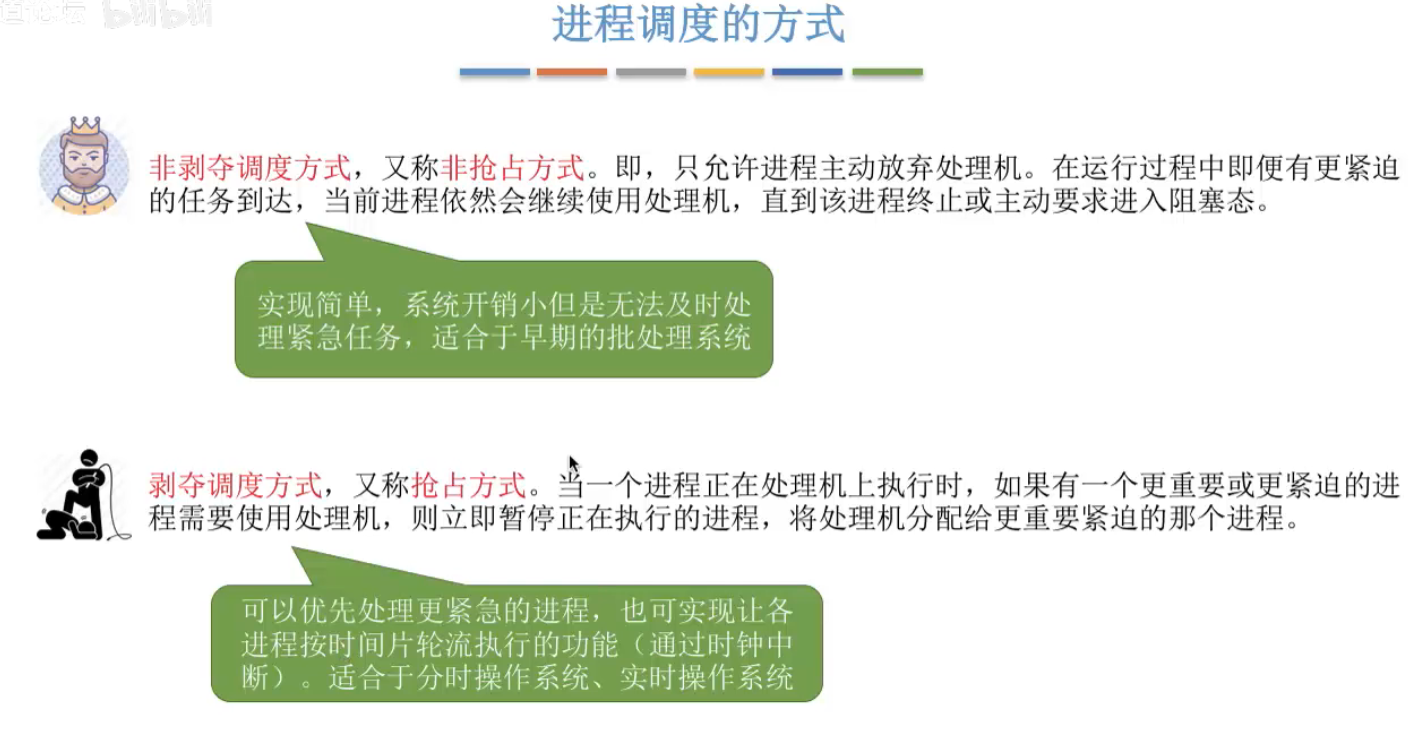 bilibili
进程调度的方式
非剥夺调度方式，又称非抢占方式。即，只允许进程主动放弃处理机。在运行过程中即便有更紧迫
的任务到达，当前进程依然会继续使用处理机，直到该进程终止或主动要求进入阻塞态。
实现简单，系统开销小但是无法及时处
理紧急任务，适合于早期的批处理系统
剥夺调度方式，又称抢占方式。当一个进程正在处理机上执行时，如果有一个更重要或更紧迫的进
程需要使用处理机，则立即暂停正在执行的进程，将处理机分配给更重要紧迫的那个进程。
可以优先处理更紧急的进程，也可实现让各
进程按时间片轮流执行的功能（通过时钟中
断）。适合于分时操作系统、实时操作系统